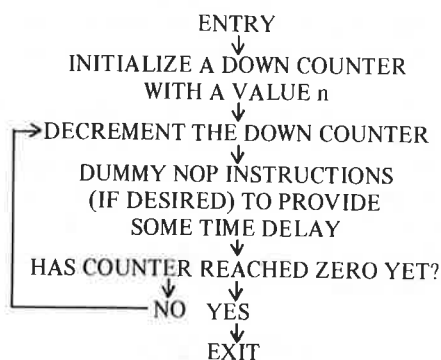 ENTRY
INITIALIZE A DOWN COUNTER
WITH A VALUE n
DECREMENT THE DOWN COUNTER
DUMMY NOP INSTRUCTIONS
(IF DESIRED) TO PROVIDE
SOME TIME DELAY
HAS COUNTER REACHED ZERO YET?
NO YES
EXIT